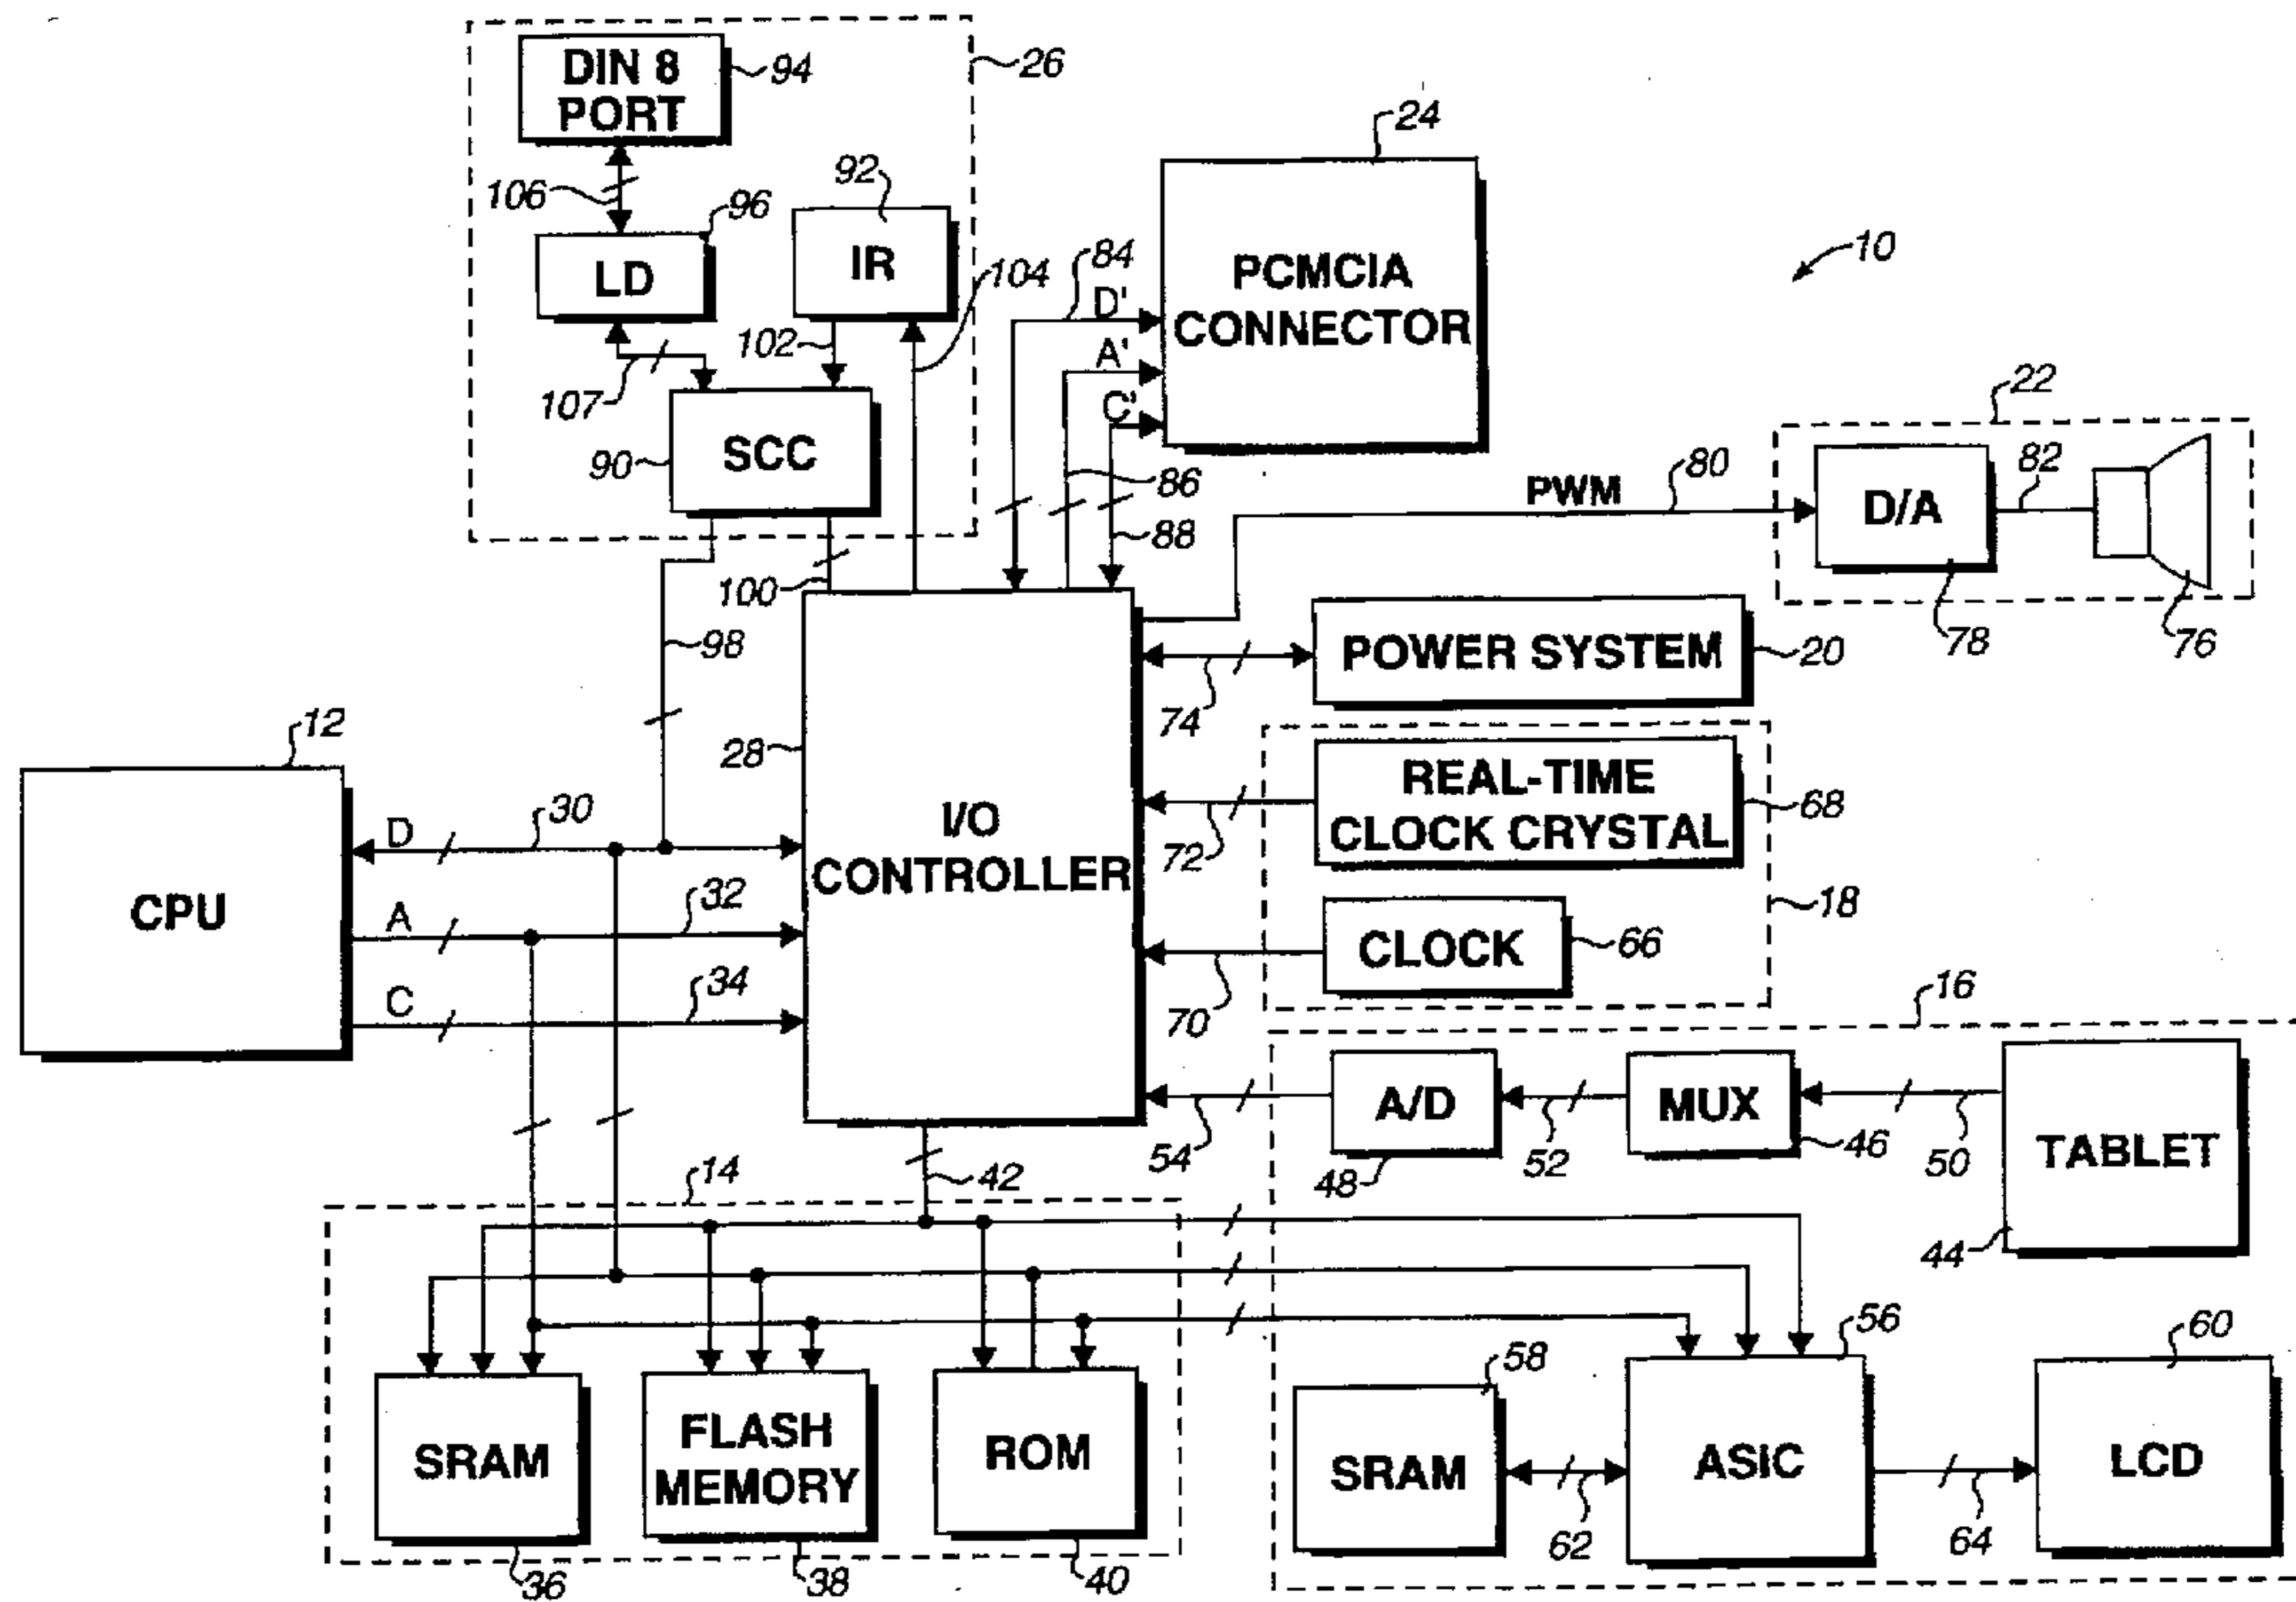 DIN 8
PORT
94
26
24
106
92
96
LD
IR
84
104
D'
PCMCIA
CONNECTOR
10
102
A'
C'
107
22
90
SCC
86
PWM
80
82
D/A
88
100
98
78
76
POWER SYSTEM
20
74
12
28
REAL-TIME
CLOCK CRYSTAL
68
72
D
30
I/O
CONTROLLER
CPU
A
32
18
CLOCK
66
C
34
70
16
A/D
MUX
TABLET
54
48
52
46
50
14
42
44
56
60
58
SRAM
FLASH
MEMORY
ROM
SRAM
ASIC
LCD
62
64
36
38
40